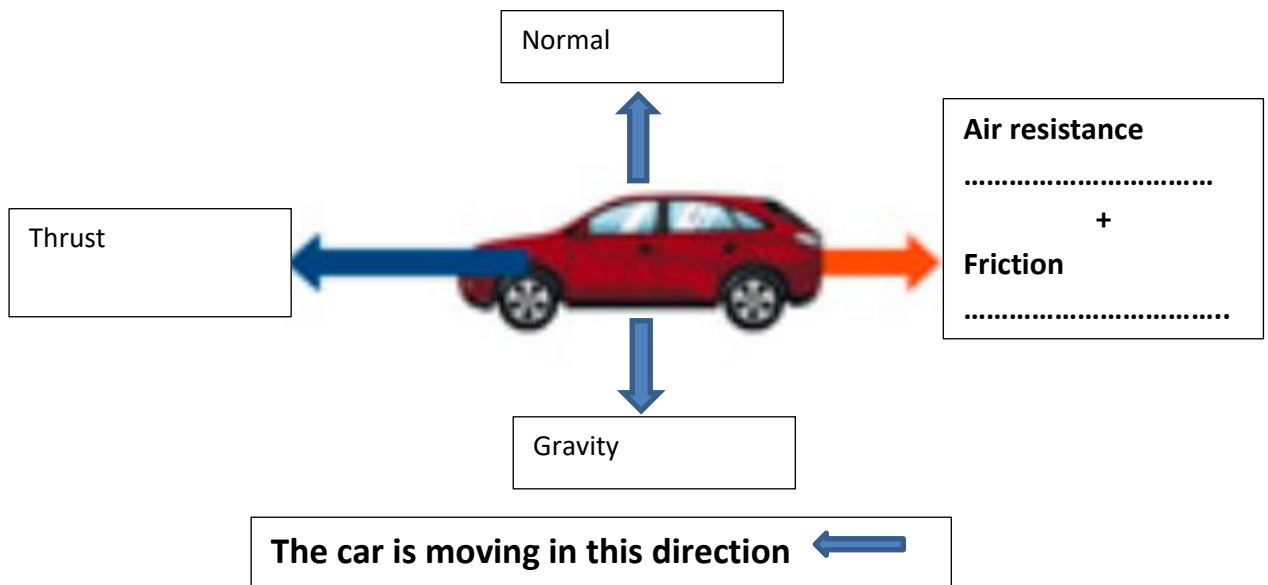 Normal
Air resistance
……………………………
+
Friction
……………………………..
Thrust
Gravity
The car is moving in this direction